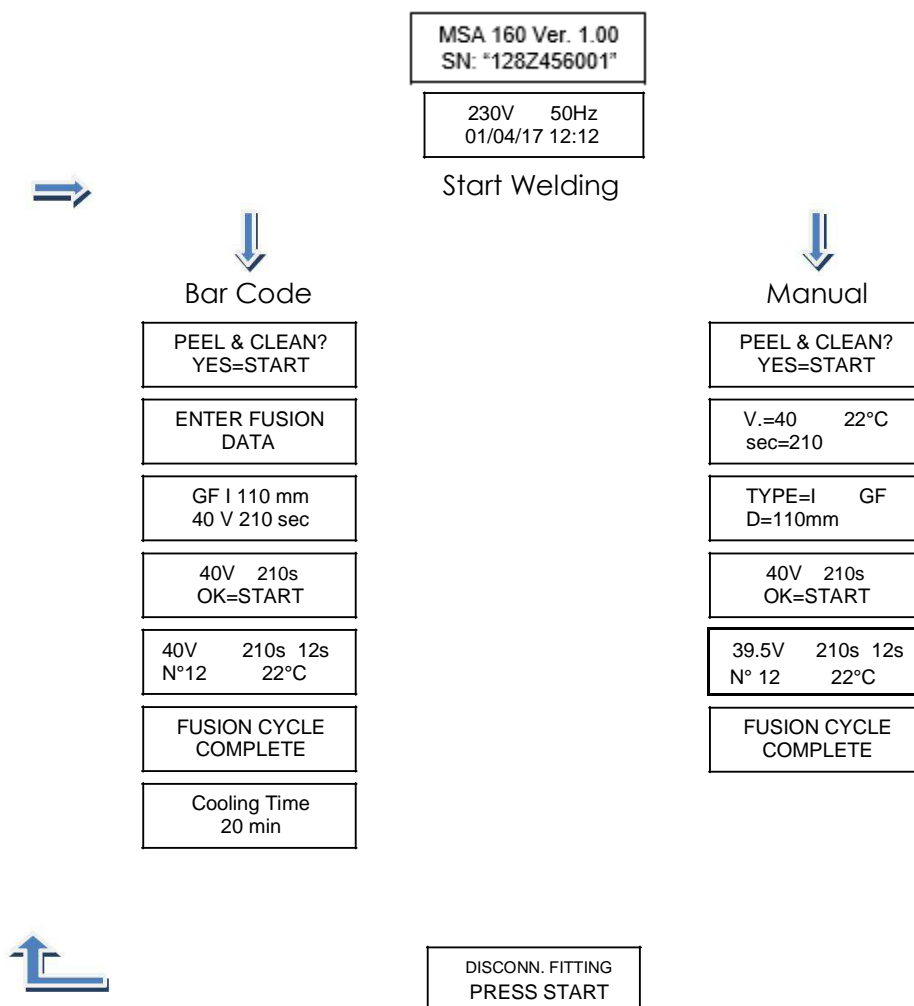 MSA 160 Ver. 1.00
SN: "128Z456001"
230V 50Hz
01/04/17 12:12
Start Welding
Bar Code
PEEL & CLEAN?
YES=START
ENTER FUSION
DATA
GF I 110 mm
40 V 210 sec
40V 210s
OK=START
40V 210s 12s
N°12 22°C
FUSION CYCLE
COMPLETE
Cooling Time
20 min
Manual
PEEL & CLEAN?
YES=START
V.=40 22°C
sec=210
TYPE=I GF
D=110mm
40V 210s
OK=START
39.5V 210s 12s
N° 12 22°C
FUSION CYCLE
COMPLETE
DISCONN. FITTING
PRESS START